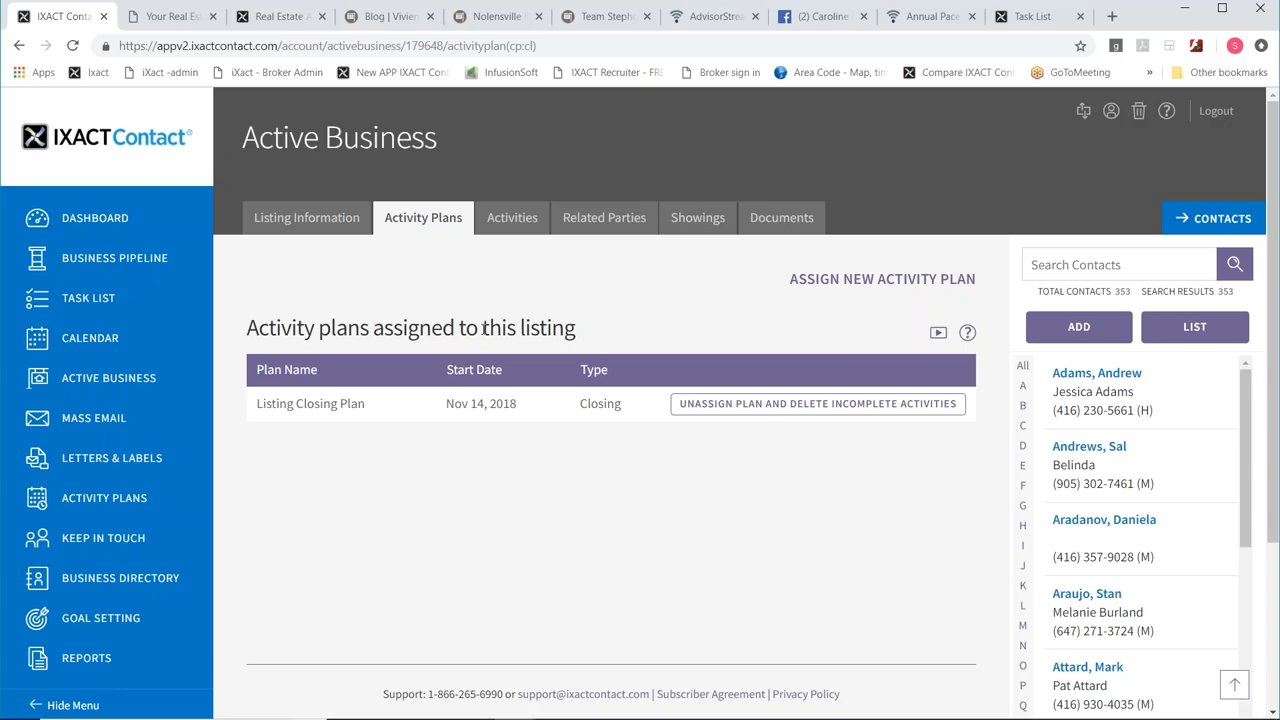 IXACT Conta
Your Real Est
Real Estate A
Blog | Vivien
Nolensville
Team Steph
AdvisorStrea
(2) Caroline
Annual Pace
Task List
https://appv2.ixactcontact.com/account/activebusiness/179648/activityplan(cp:cl)
Apps
Ixact
iXact -admin
iXact - Broker Admin
New APP IXACT Cont
InfusionSoft
IXACT Recruiter - FRE
Broker sign in
Area Code - Map, tim
Compare IXACT Cont
GoToMeeting
»
Other bookmarks
IXACTContact®
Active Business
Logout
Listing Information
Activity Plans
Activities
Related Parties
Showings
Documents
→ CONTACTS
DASHBOARD
BUSINESS PIPELINE
TASK LIST
CALENDAR
ACTIVE BUSINESS
MASS EMAIL
LETTERS & LABELS
ACTIVITY PLANS
KEEP IN TOUCH
BUSINESS DIRECTORY
GOAL SETTING
REPORTS
← Hide Menu
ASSIGN NEW ACTIVITY PLAN
Activity plans assigned to this listing
Plan Name Start Date Type
Listing Closing Plan Nov 14, 2018 Closing UNASSIGN PLAN AND DELETE INCOMPLETE ACTIVITIES
Support: 1-866-265-6990 or support@ixactcontact.com | Subscriber Agreement | Privacy Policy
Search Contacts
TOTAL CONTACTS 353 SEARCH RESULTS 353
ADD
LIST
All
A
B
C
D
E
F
G
H
I
J
K
L
M
N
O
P
Q
Adams, Andrew
Jessica Adams
(416) 230-5661 (H)
Andrews, Sal
Belinda
(905) 302-7461 (M)
Aradanov, Daniela
(416) 357-9028 (M)
Araujo, Stan
Melanie Burland
(647) 271-3724 (M)
Attard, Mark
Pat Attard
(416) 930-4035 (M)